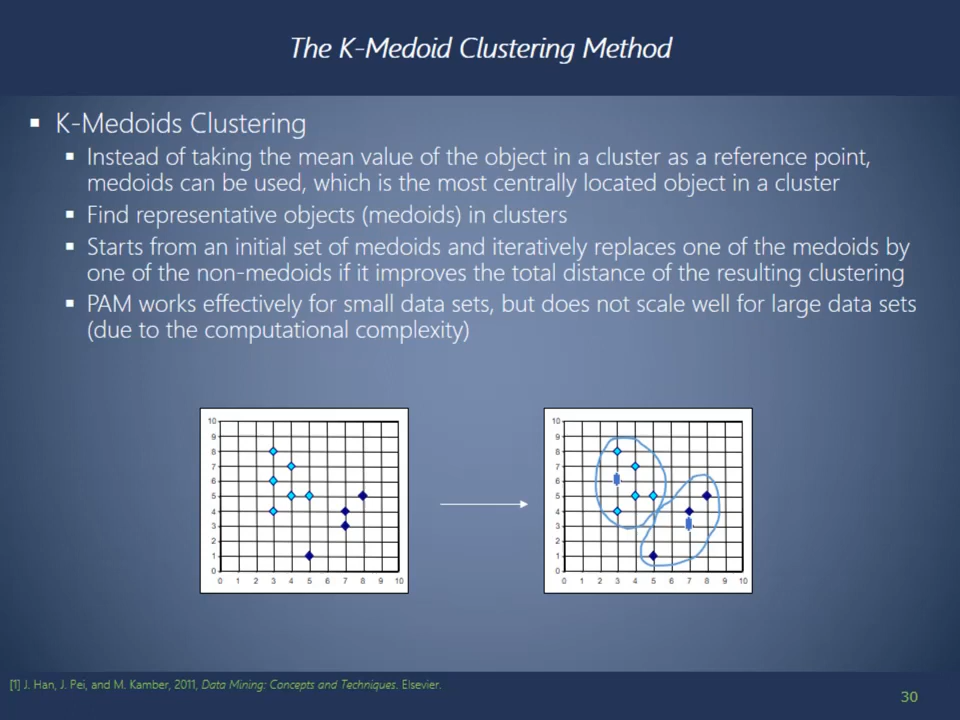 The K-Medoid Clustering Method
▪ K-Medoids Clustering
▪ Instead of taking the mean value of the object in a cluster as a reference point,
medoids can be used, which is the most centrally located object in a cluster
▪ Find representative objects (medoids) in clusters
▪ Starts from an initial set of medoids and iteratively replaces one of the medoids by
one of the non-medoids if it improves the total distance of the resulting clustering
▪ PAM works effectively for small data sets, but does not scale well for large data sets
(due to the computational complexity)
10
9
8
7
6
5
4
3
2
1
0
0 1 2 3 4 5 6 7 8 9 10
10
9
8
7
6
5
4
3
2
1
0
0 1 2 3 4 5 6 7 8 9 10
[1] J. Han, J. Pei, and M. Kamber, 2011, Data Mining: Concepts and Techniques. Elsevier.
30